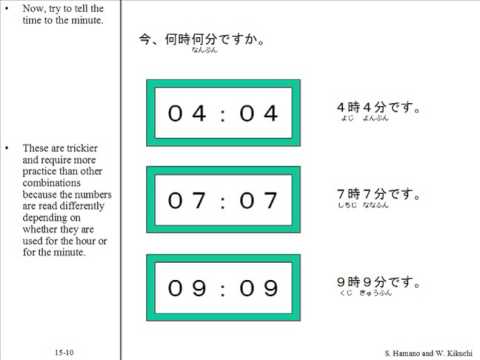 • Now, try to tell the
time to the minute.
今、何時何分ですか。
なんぷん
０４：０４
４時４分です。
よじ よんぷん
• These are trickier
and require more
practice than other
combinations
because the numbers
are read differently
depending on
whether they are
used for the hour or
for the minute.
０７：０７
７時７分です。
しちじ ななふん
０９：０９
９時９分です。
くじ きゅうふん
15-10
S. Hamano and W. Kikuchi